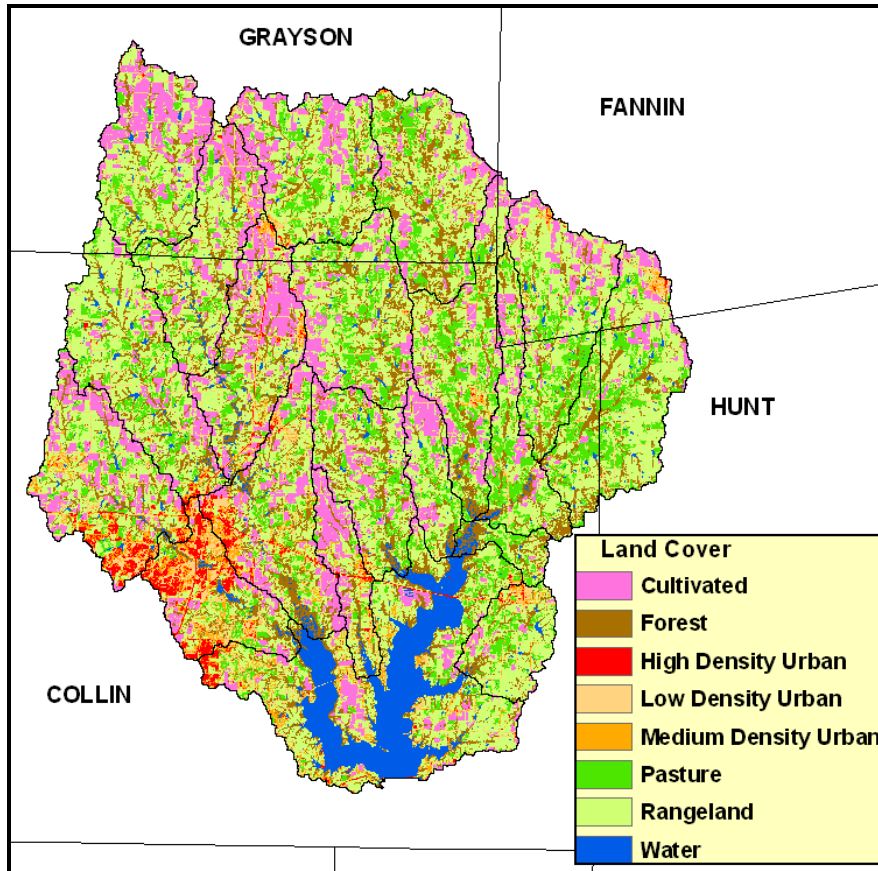 GRAYSON
FANNIN
HUNT
COLLIN
Land Cover
Cultivated
Forest
High Density Urban
Low Density Urban
Medium Density Urban
Pasture
Rangeland
Water